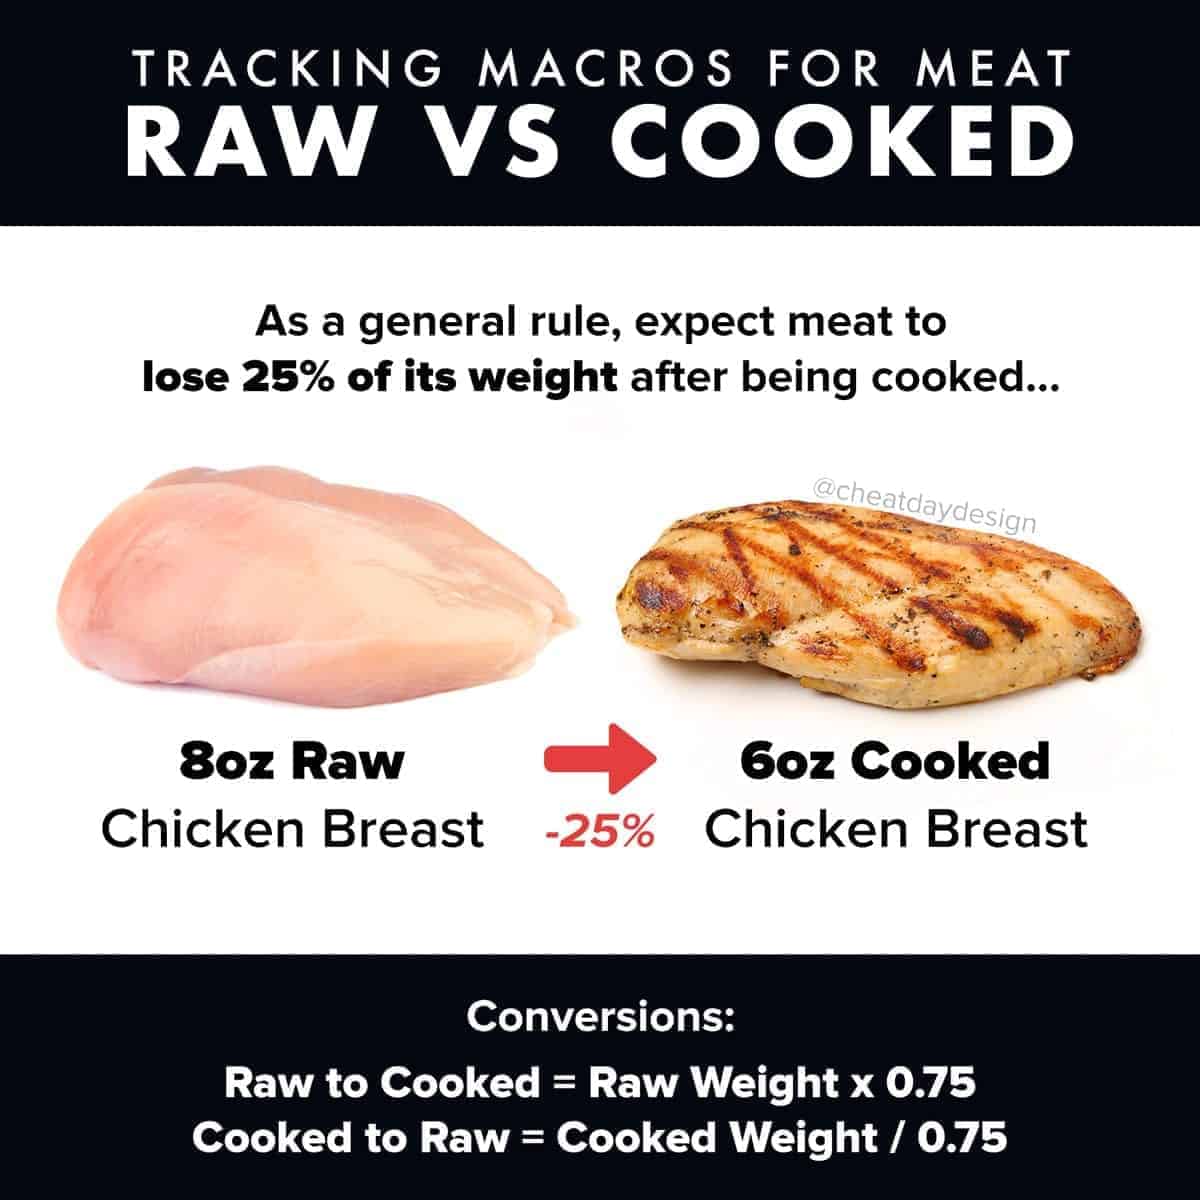 TRACKING MACROS FOR MEAT
RAW VS COOKED
As a general rule, expect meat to
lose 25% of its weight after being cooked...
@cheatdaydesign
8oz Raw
Chicken Breast
-25%
6oz Cooked
Chicken Breast
Conversions:
Raw to Cooked = Raw Weight x 0.75
Cooked to Raw = Cooked Weight / 0.75